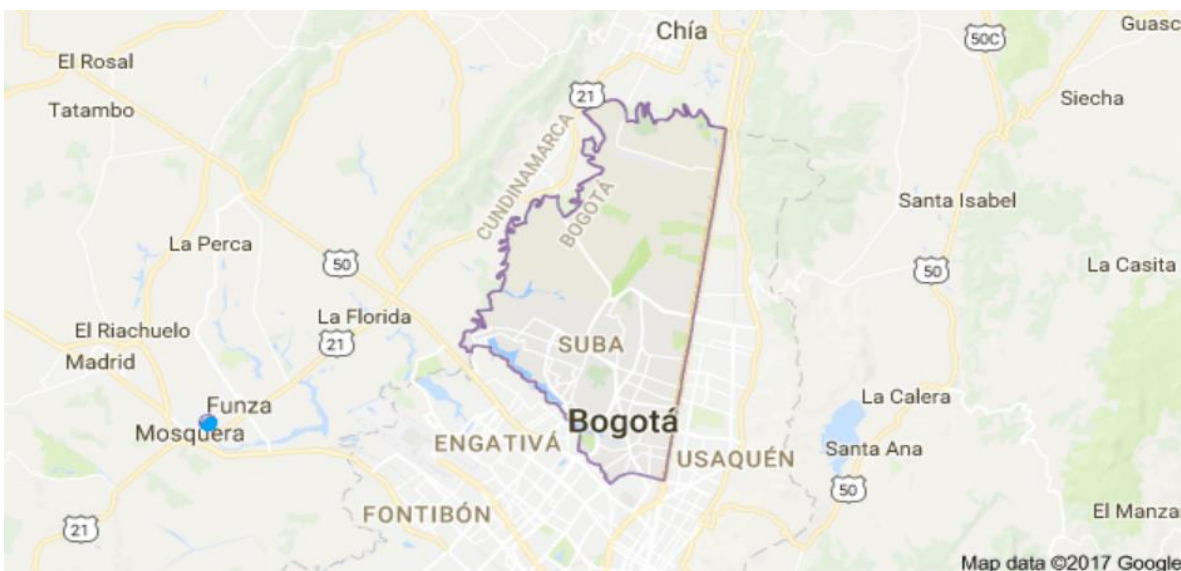 Chía
Guasc
50C
El Rosal
21
Siecha
Tatambo
CUNDINAMARCA
BOGOTÁ
Santa Isabel
La Perca
50
50
La Casita
La Florida
El Riachuelo
21
SUBA
Madrid
La Calera
Funza
Bogotá
Mosquera
ENGATIVÁ
USAQUÉN
Santa Ana
50
FONTIBÓN
El Manza
21
Map data ©2017 Google